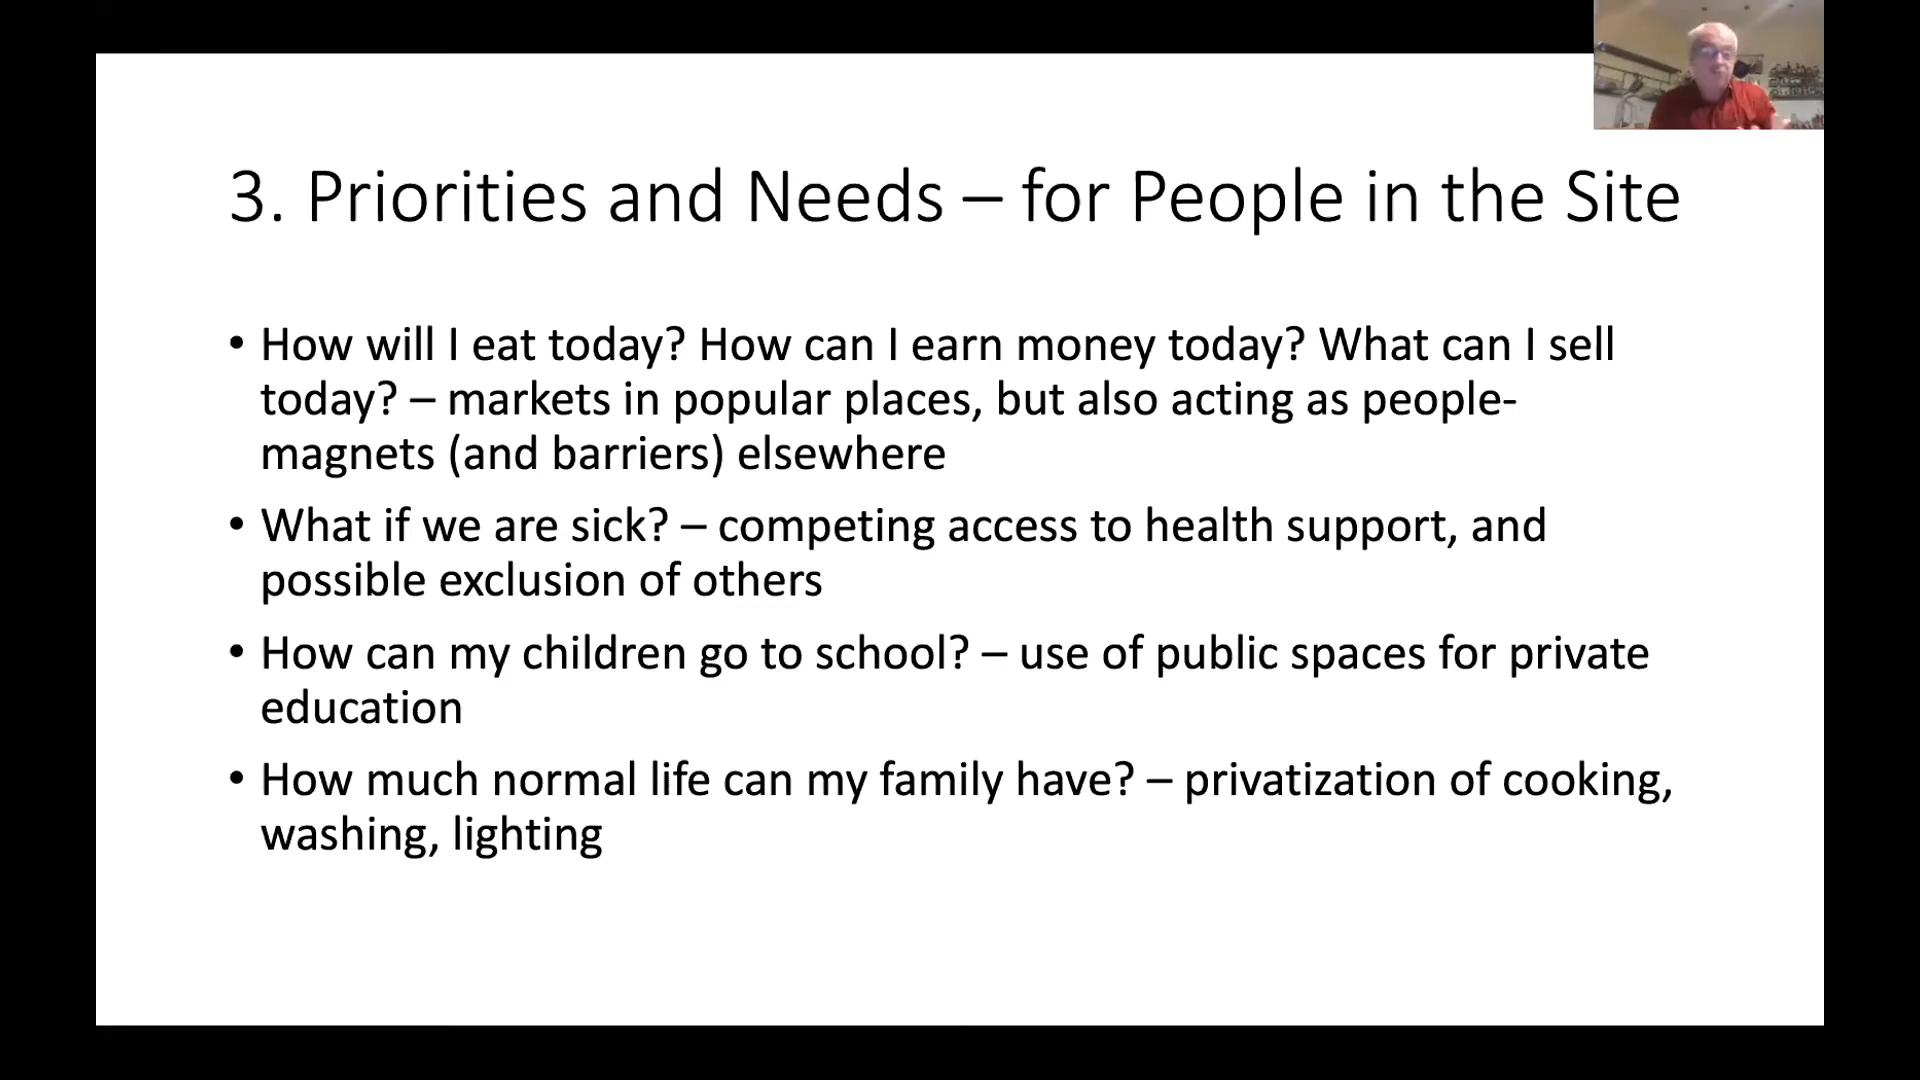 3. Priorities and Needs – for People in the Site
• How will I eat today? How can I earn money today? What can I sell
today? – markets in popular places, but also acting as people-
magnets (and barriers) elsewhere
• What if we are sick? – competing access to health support, and
possible exclusion of others
• How can my children go to school? – use of public spaces for private
education
• How much normal life can my family have? – privatization of cooking,
washing, lighting